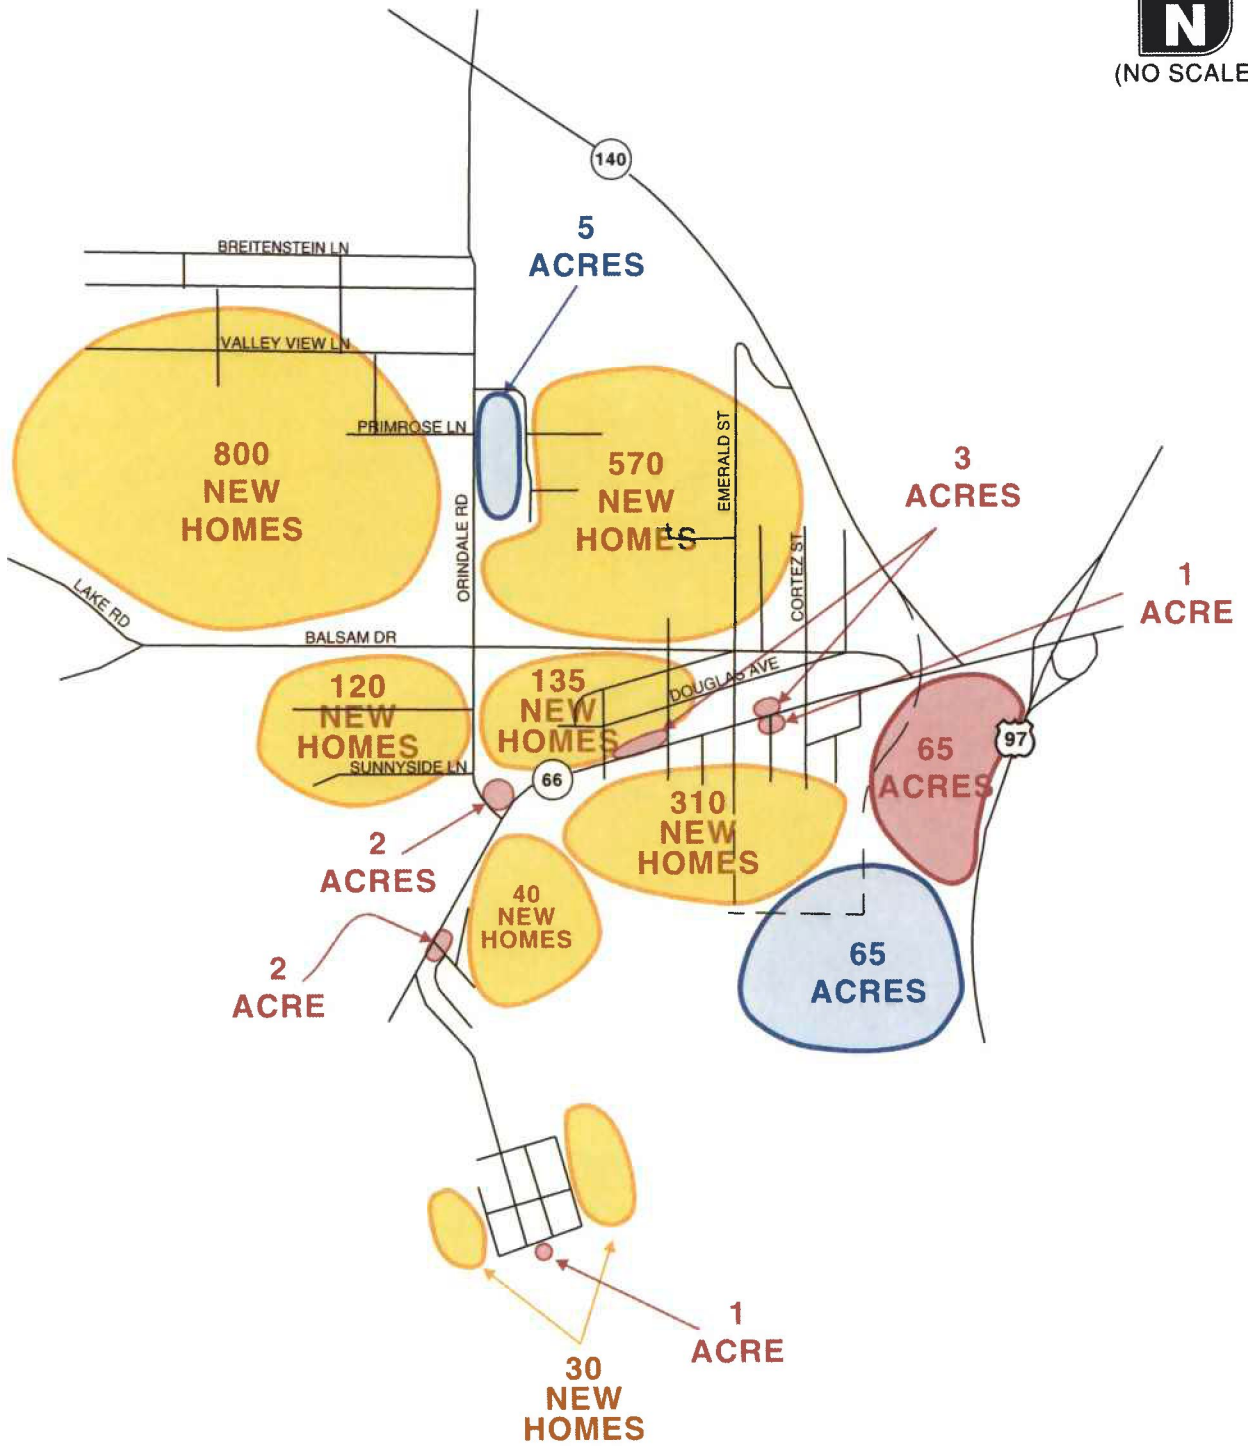 N
(NO SCALE
140
5
ACRES
BREITENSTEIN LN
VALLEY VIEW LN
PRIMROSE LN
EMERALD ST
800
NEW
HOMES
570
NEW
HOMES
3
ACRES
ORINDALE RD
CORTEZ ST
1
ACRE
LAKE RD
BALSAM DR
DOUGLAS AVE
120
NEW
HOMES
135
NEW
HOMES
SUNNYSIDE LN
66
97
65
ACRES
310
NEW
HOMES
2
ACRES
40
NEW
HOMES
2
ACRE
65
ACRES
1
ACRE
30
NEW
HOMES